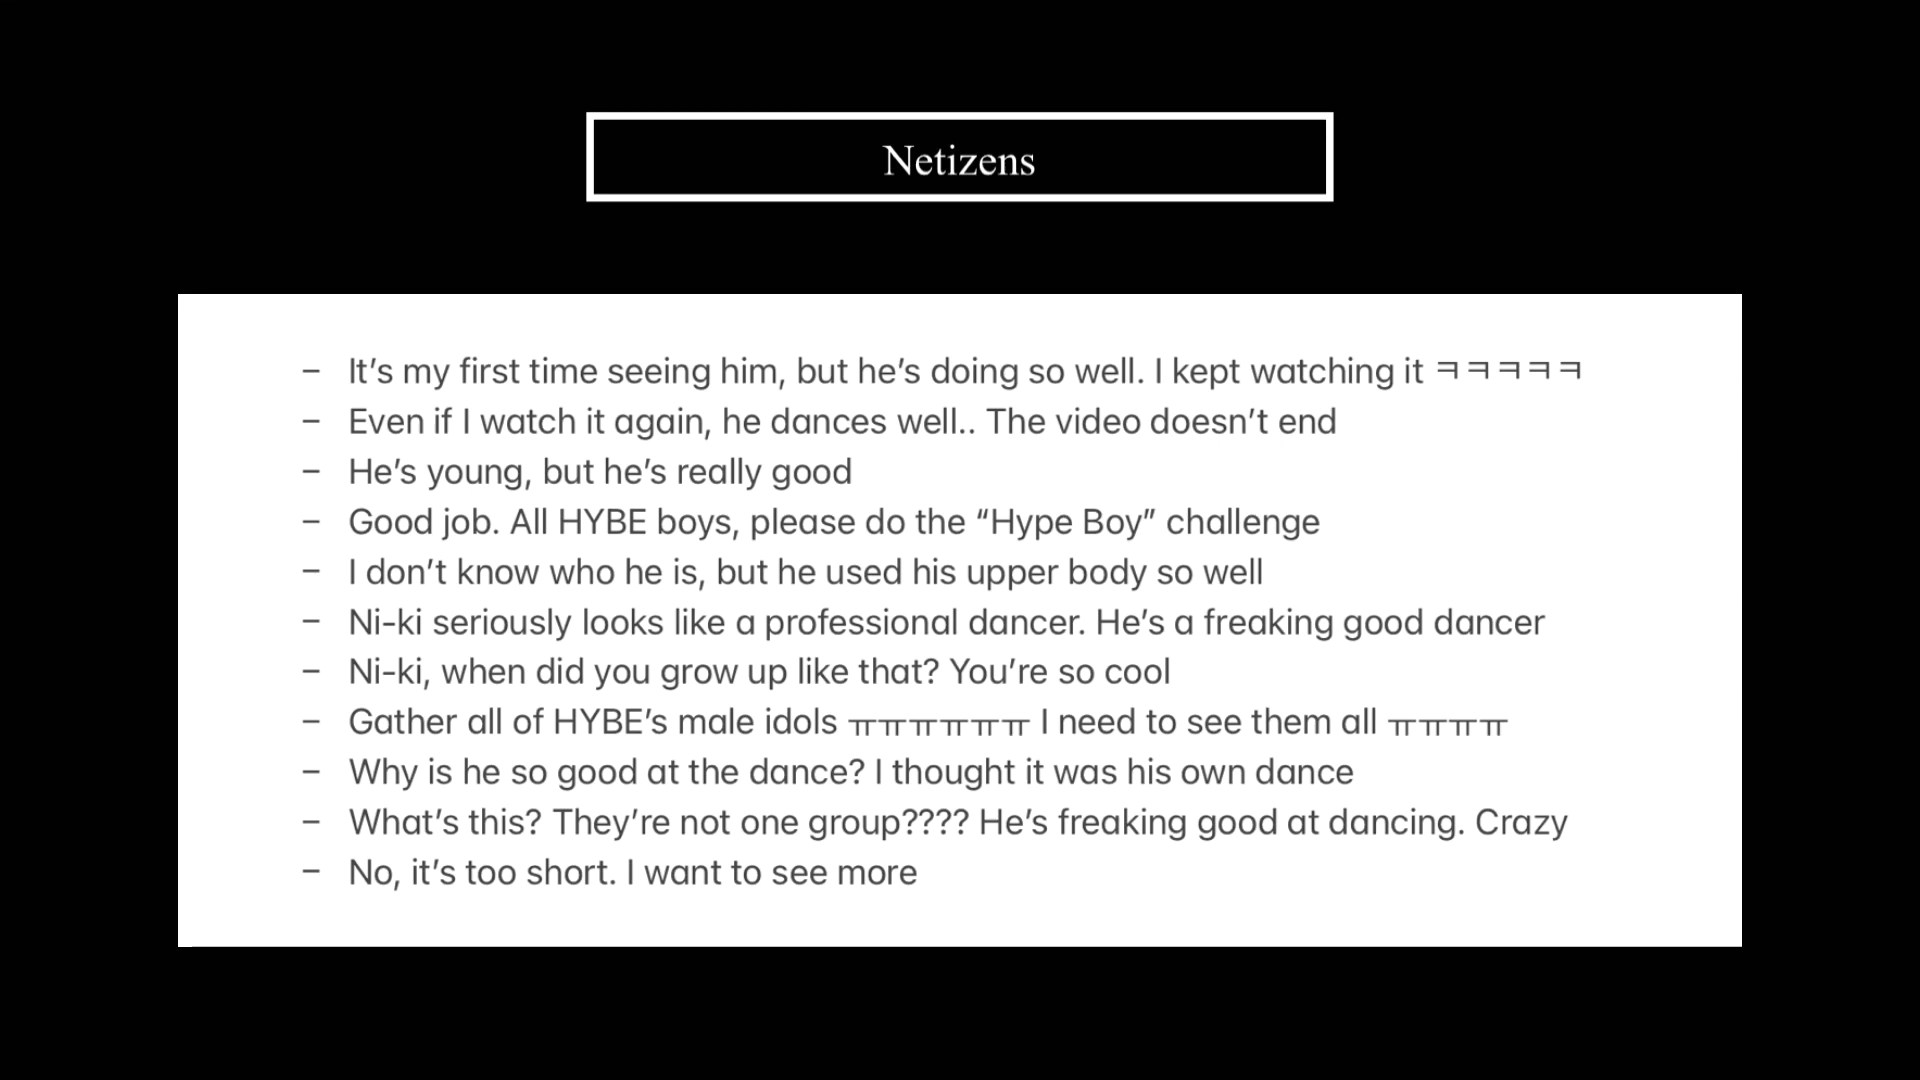 Netizens
– It’s my first time seeing him, but he’s doing so well. I kept watching it ㅋㅋㅋㅋㅋ
– Even if I watch it again, he dances well.. The video doesn’t end
– He’s young, but he’s really good
– Good job. All HYBE boys, please do the “Hype Boy” challenge
– I don’t know who he is, but he used his upper body so well
– Ni-ki seriously looks like a professional dancer. He’s a freaking good dancer
– Ni-ki, when did you grow up like that? You’re so cool
– Gather all of HYBE’s male idols ㅠㅠㅠㅠㅠㅠ I need to see them all ㅠㅠㅠㅠ
– Why is he so good at the dance? I thought it was his own dance
– What’s this? They’re not one group???? He’s freaking good at dancing. Crazy
– No, it’s too short. I want to see more